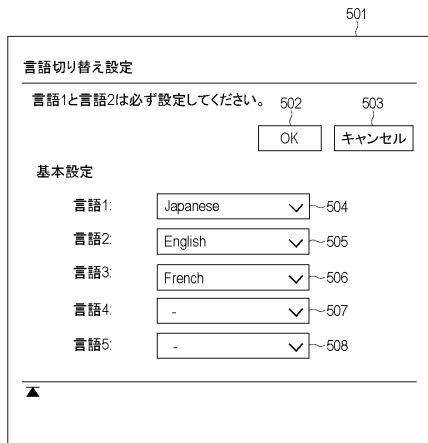 501
言語切り替え設定
言語1と言語2は必ず設定してください。
502 503
OK キャンセル
基本設定
言語1: Japanese 504
言語2: English 505
言語3: French 506
言語4: - 507
言語5: - 508